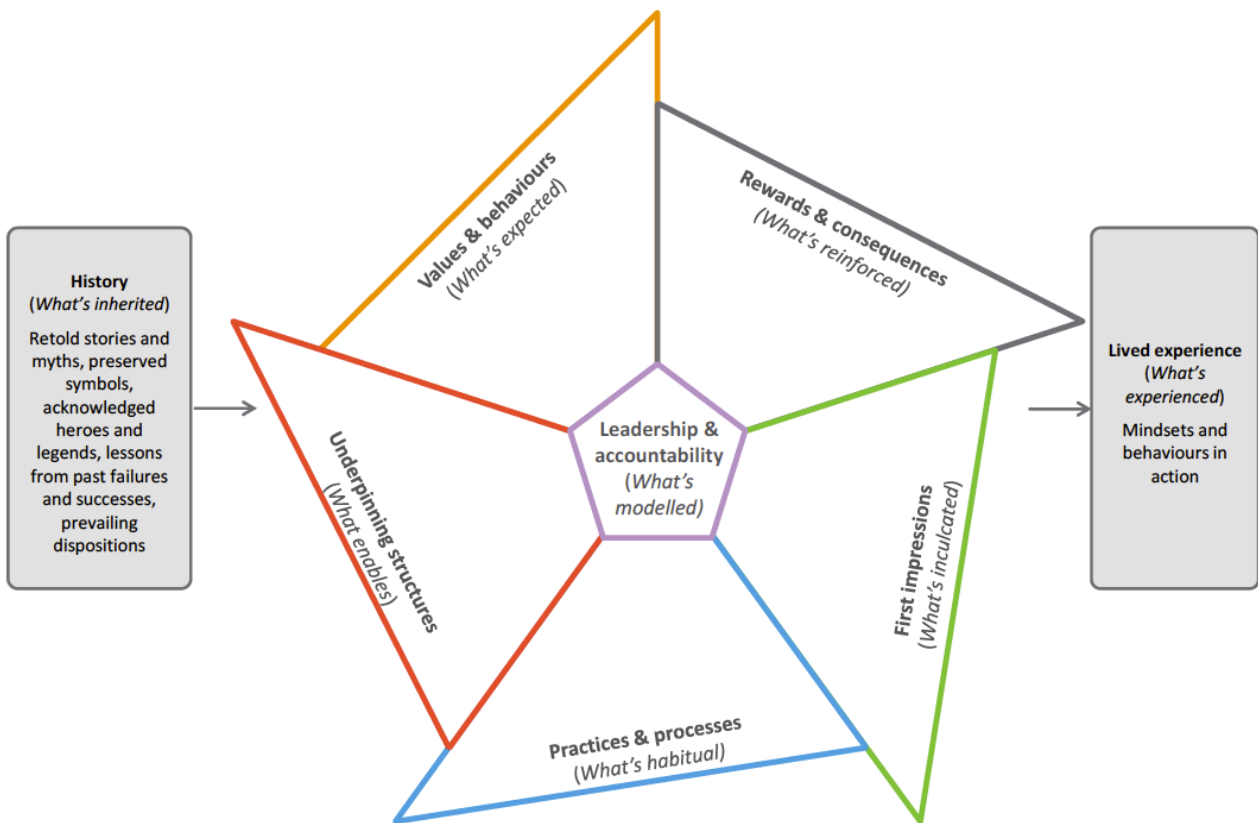 History
(What's inherited)
Retold stories and
myths, preserved
symbols,
acknowledged
heroes and
legends, lessons
from past failures
and successes,
prevailing
dispositions
Values & behaviours
(What's expected)
Rewards & consequences
(What's reinforced)
Underpinning structures
(What enables)
Leadership &
accountability
(What's
modelled)
First impressions
(What's inculcated)
Practices & processes
(What's habitual)
Lived experience
(What's
experienced)
Mindsets and
behaviours in
action